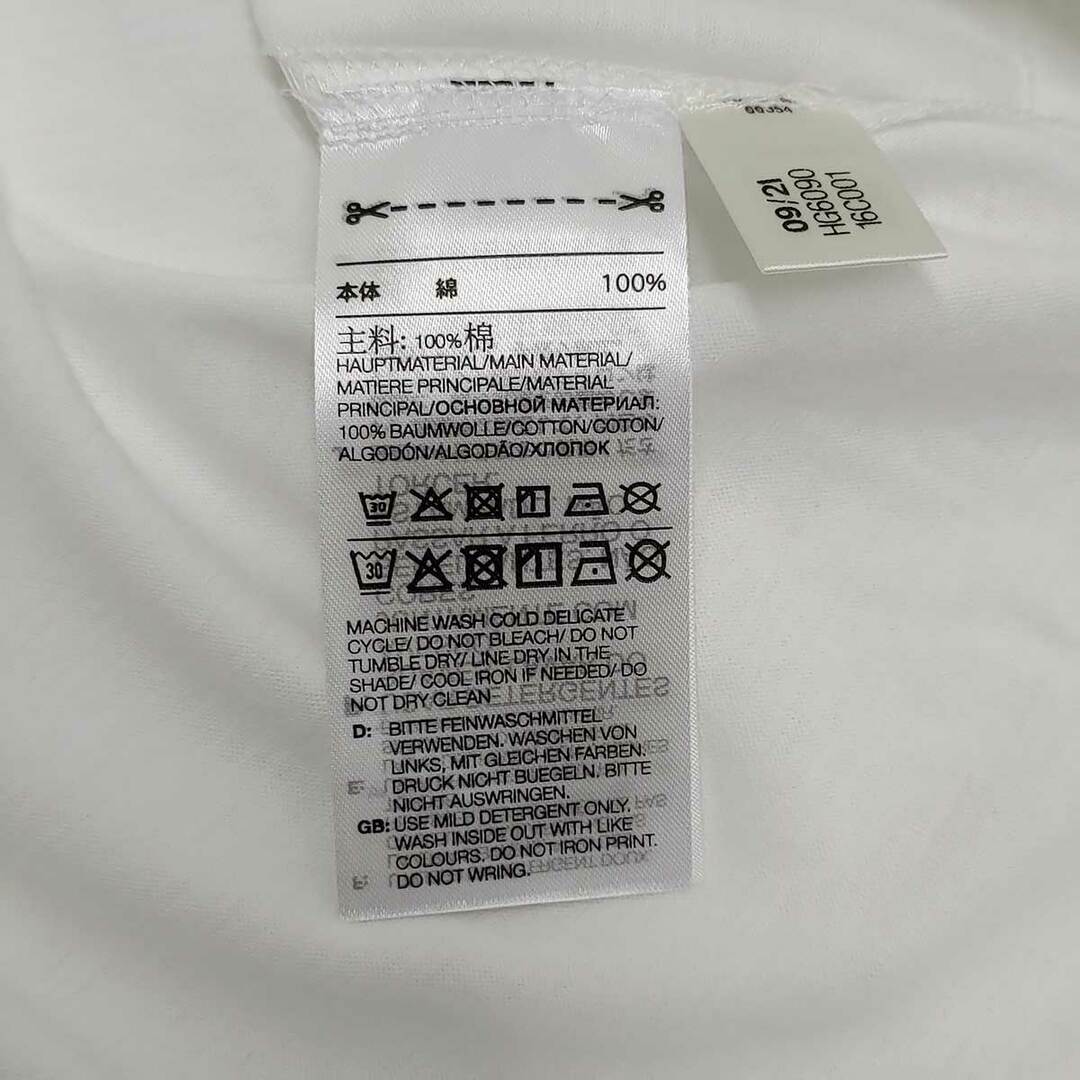 09/21
HG6090
16C001
本体 綿 100%
主料: 100%棉
HAUPTMATERIAL/MAIN MATERIAL/
MATIERE PRINCIPALE/MATERIAL
PRINCIPAL/ОСНОВНОЙ МАТЕРИАЛ:
100% BAUMWOLLE/COTTON/COTON/
ALGODÓN/ALGODÃO/ХЛОПОК
30
30
MACHINE WASH COLD DELICATE
CYCLE/ DO NOT BLEACH/ DO NOT
TUMBLE DRY/ LINE DRY IN THE
SHADE/ COOL IRON IF NEEDED/ DO
NOT DRY CLEAN
D: BITTE FEINWASCHMITTEL
VERWENDEN. WASCHEN VON
LINKS, MIT GLEICHEN FARBEN.
DRUCK NICHT BUEGELN. BITTE
NICHT AUSWRINGEN.
GB: USE MILD DETERGENT ONLY.
WASH INSIDE OUT WITH LIKE
COLOURS. DO NOT IRON PRINT.
DO NOT WRING.